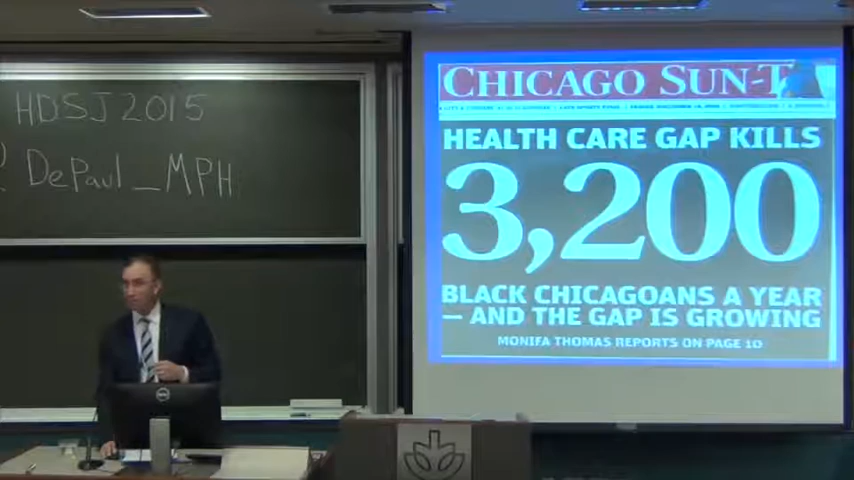 HDSJ2015
DePaul_MPH
CHICAGO SUN-T
HEALTH CARE GAP KILLS
3,200
BLACK CHICAGOANS A YEAR
– AND THE GAP IS GROWING
MONIFA THOMAS REPORTS ON PAGE 10
DELL